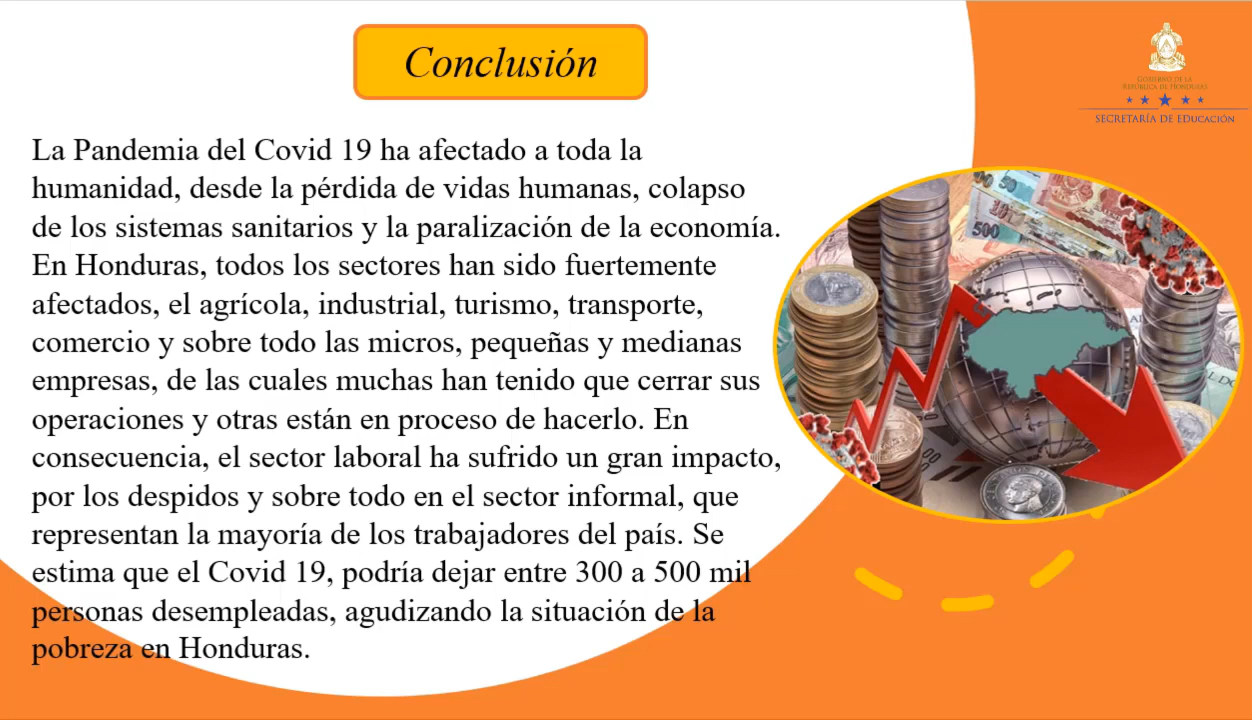 Conclusión
GOBIERNO DE LA
REPÚBLICA DE HONDURAS
SECRETARÍA DE EDUCACIÓN
La Pandemia del Covid 19 ha afectado a toda la
humanidad, desde la pérdida de vidas humanas, colapso
de los sistemas sanitarios y la paralización de la economía.
En Honduras, todos los sectores han sido fuertemente
afectados, el agrícola, industrial, turismo, transporte,
comercio y sobre todo las micros, pequeñas y medianas
empresas, de las cuales muchas han tenido que cerrar sus
operaciones y otras están en proceso de hacerlo. En
consecuencia, el sector laboral ha sufrido un gran impacto,
por los despidos y sobre todo en el sector informal, que
representan la mayoría de los trabajadores del país. Se
estima que el Covid 19, podría dejar entre 300 a 500 mil
personas desempleadas, agudizando la situación de la
pobreza en Honduras.
500